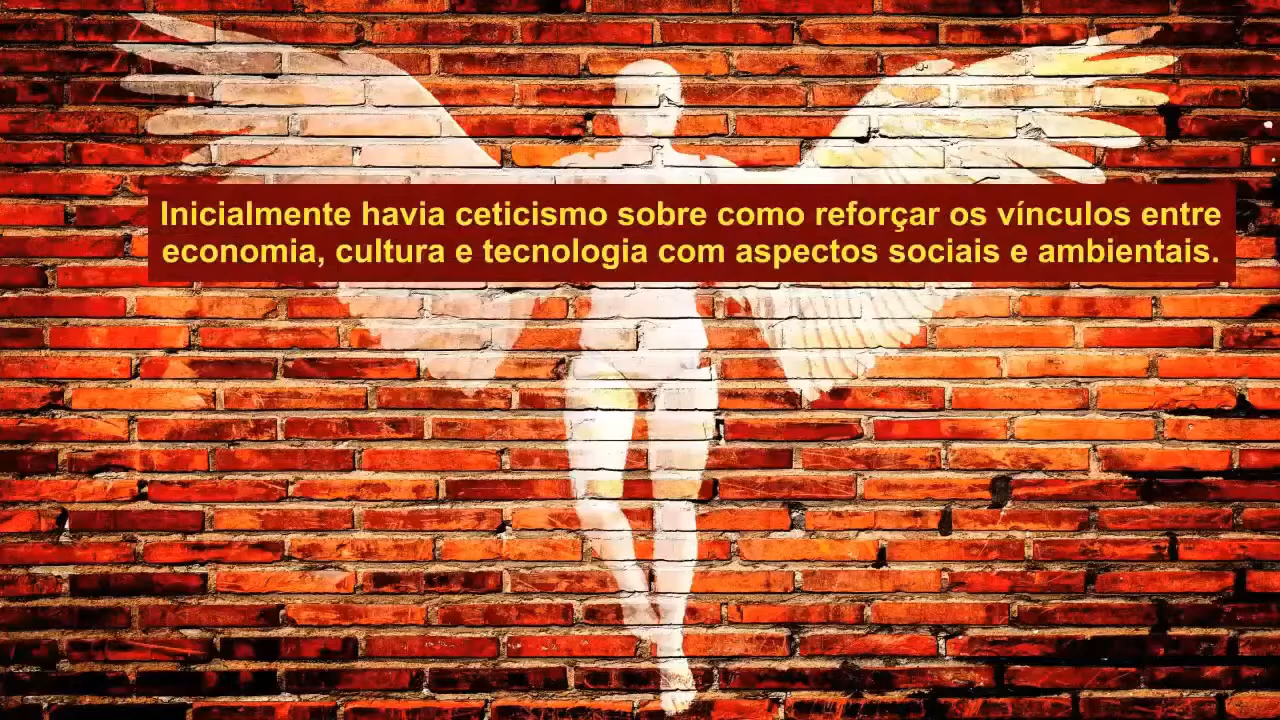 Inicialmente havia ceticismo sobre como reforçar os vínculos entre
economia, cultura e tecnologia com aspectos sociais e ambientais.